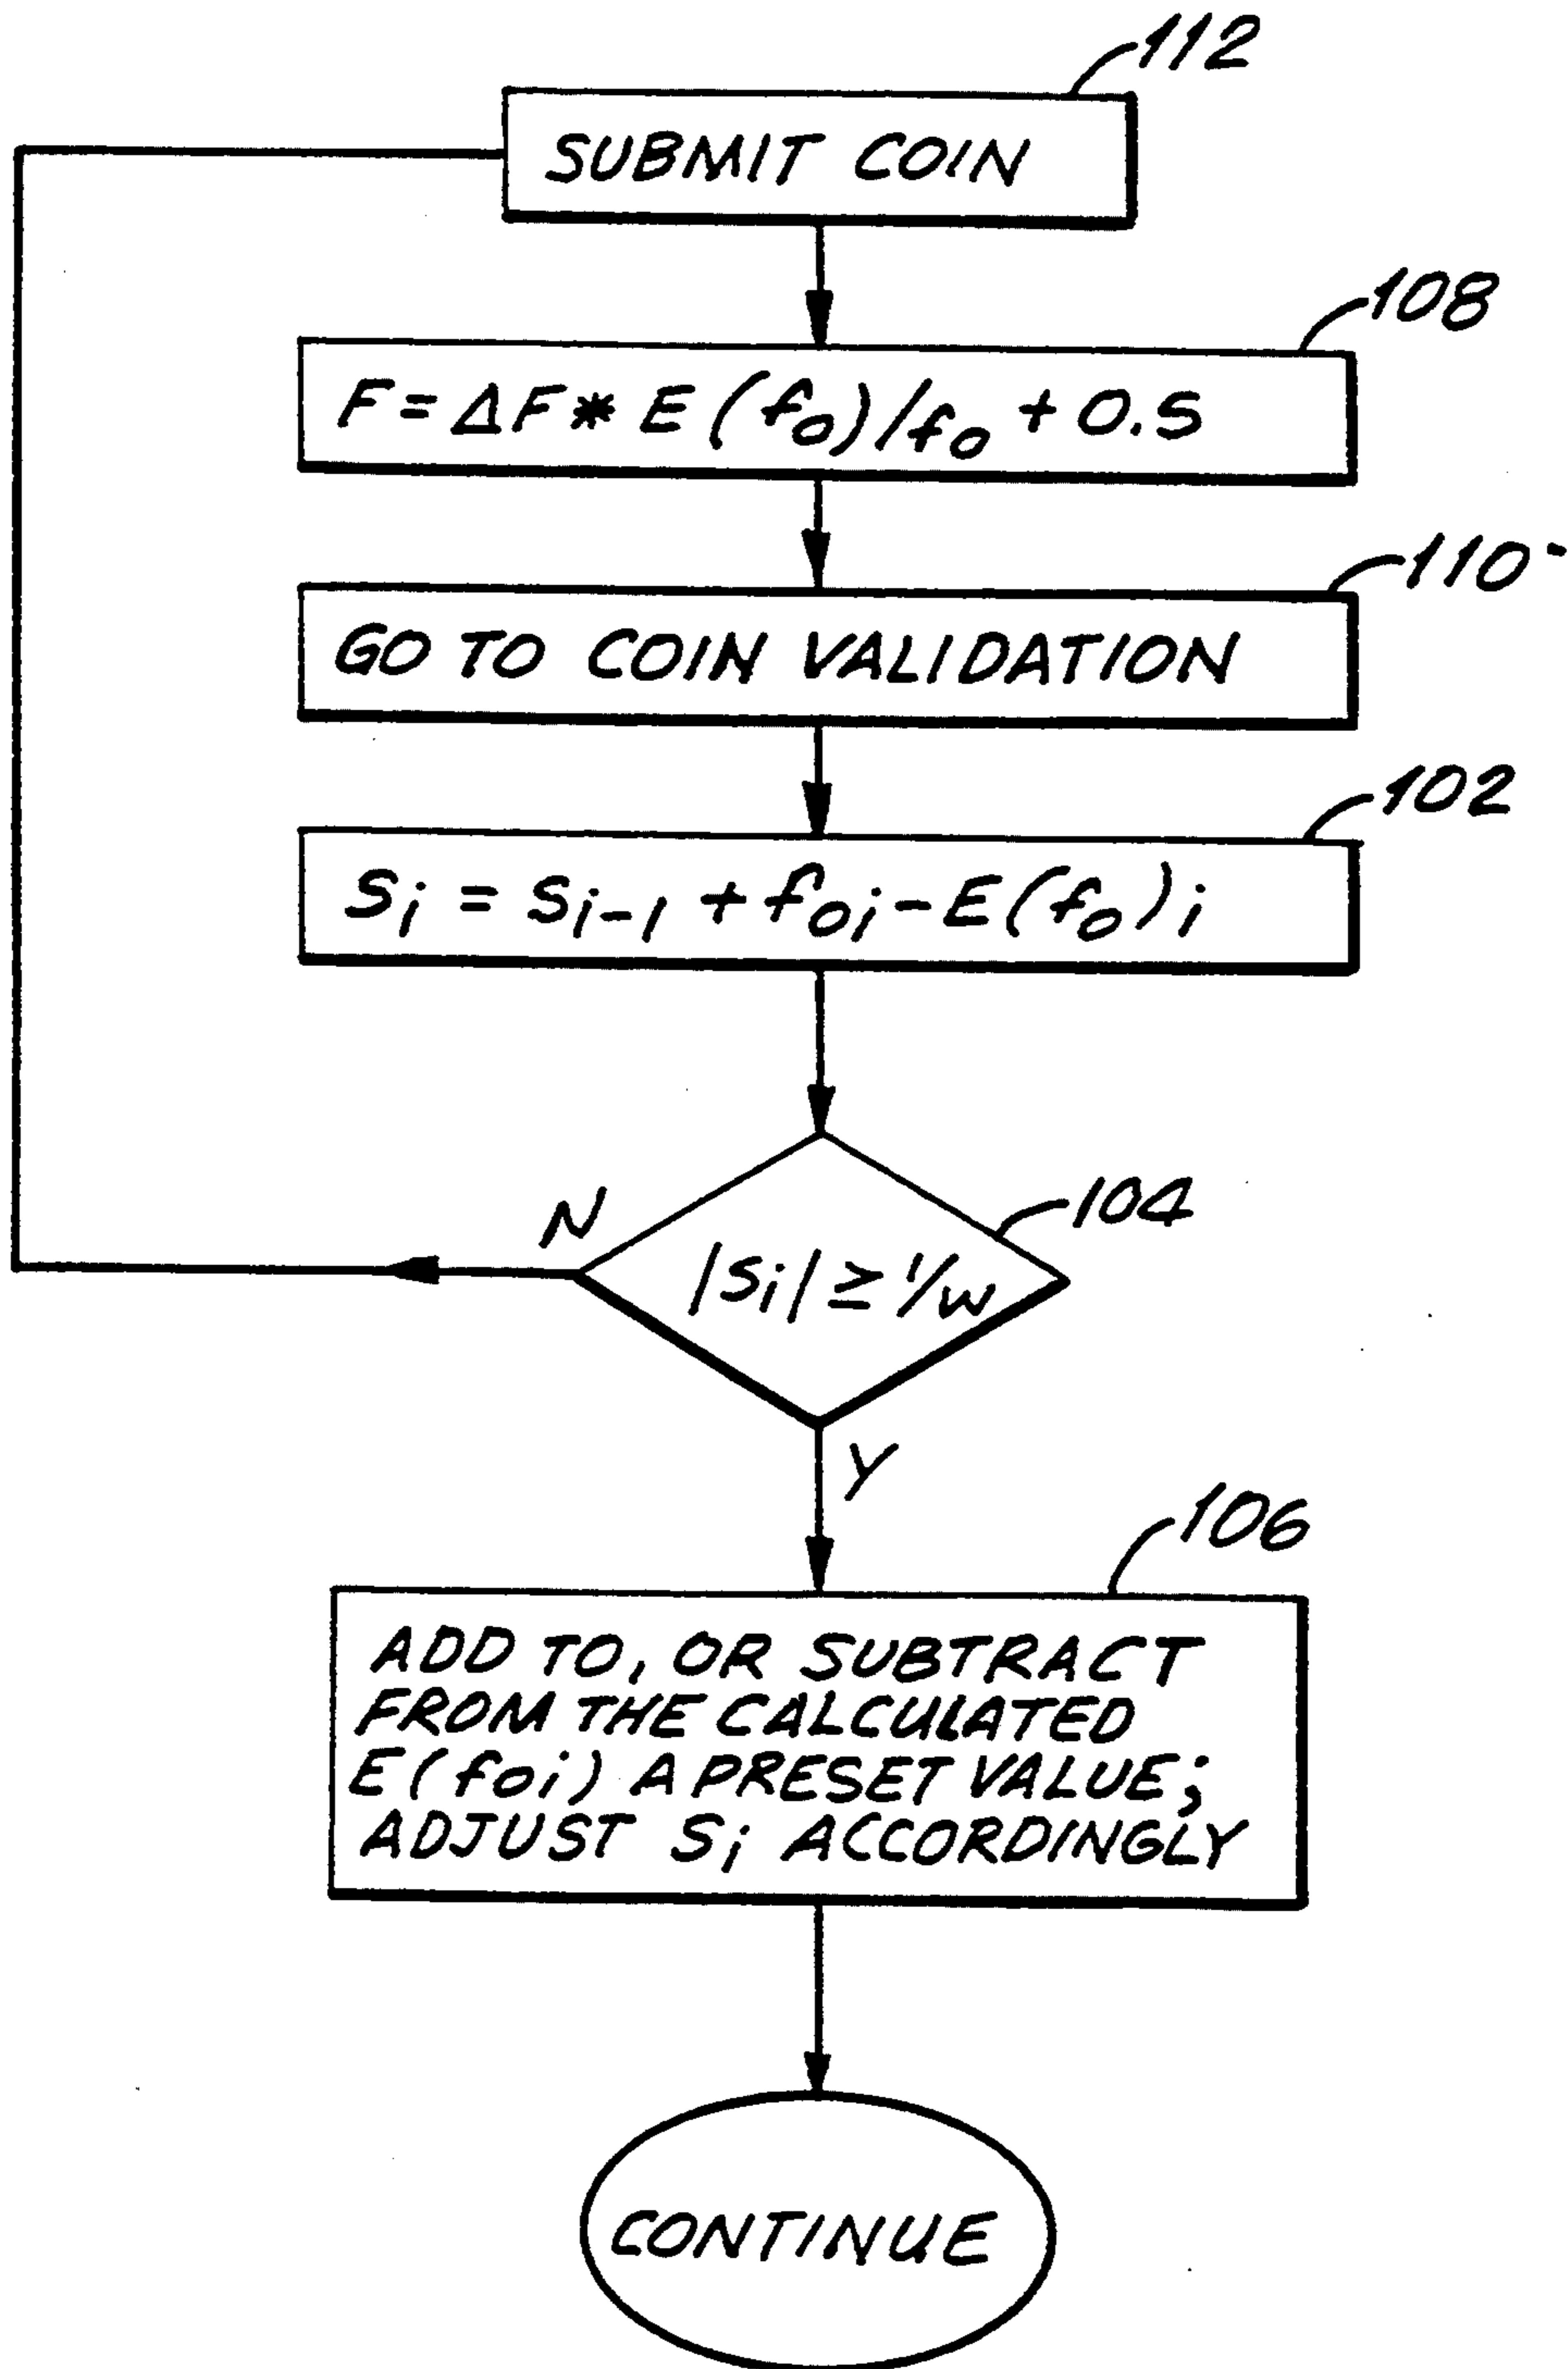 112
SUBMIT COIN
108
F = ΔF * E (f₀)/f₀ + 0.5
110
GO TO COIN VALIDATION
102
Sᵢ = Sᵢ₋₁ + f₀ᵢ - E(f₀)ᵢ
104
N
|Sᵢ| ≥ 1/w
Y
106
ADD TO, OR SUBTRACT
FROM THE CALCULATED
E(f₀ᵢ) A PRESET VALUE;
ADJUST Sᵢ ACCORDINGLY
CONTINUE